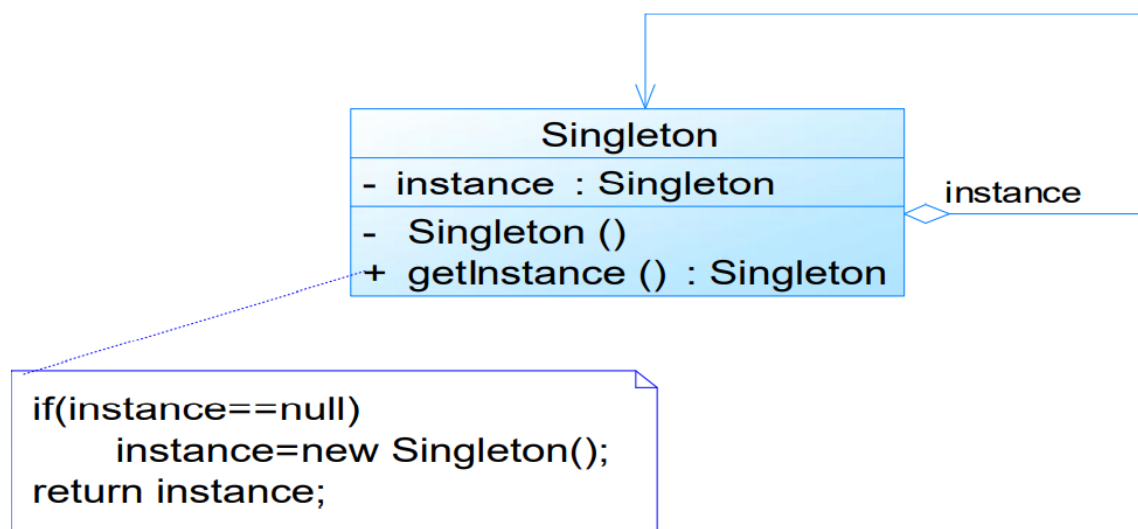 Singleton
- instance : Singleton
instance
- Singleton ()
+ getInstance () : Singleton
if(instance==null)
instance=new Singleton();
return instance;